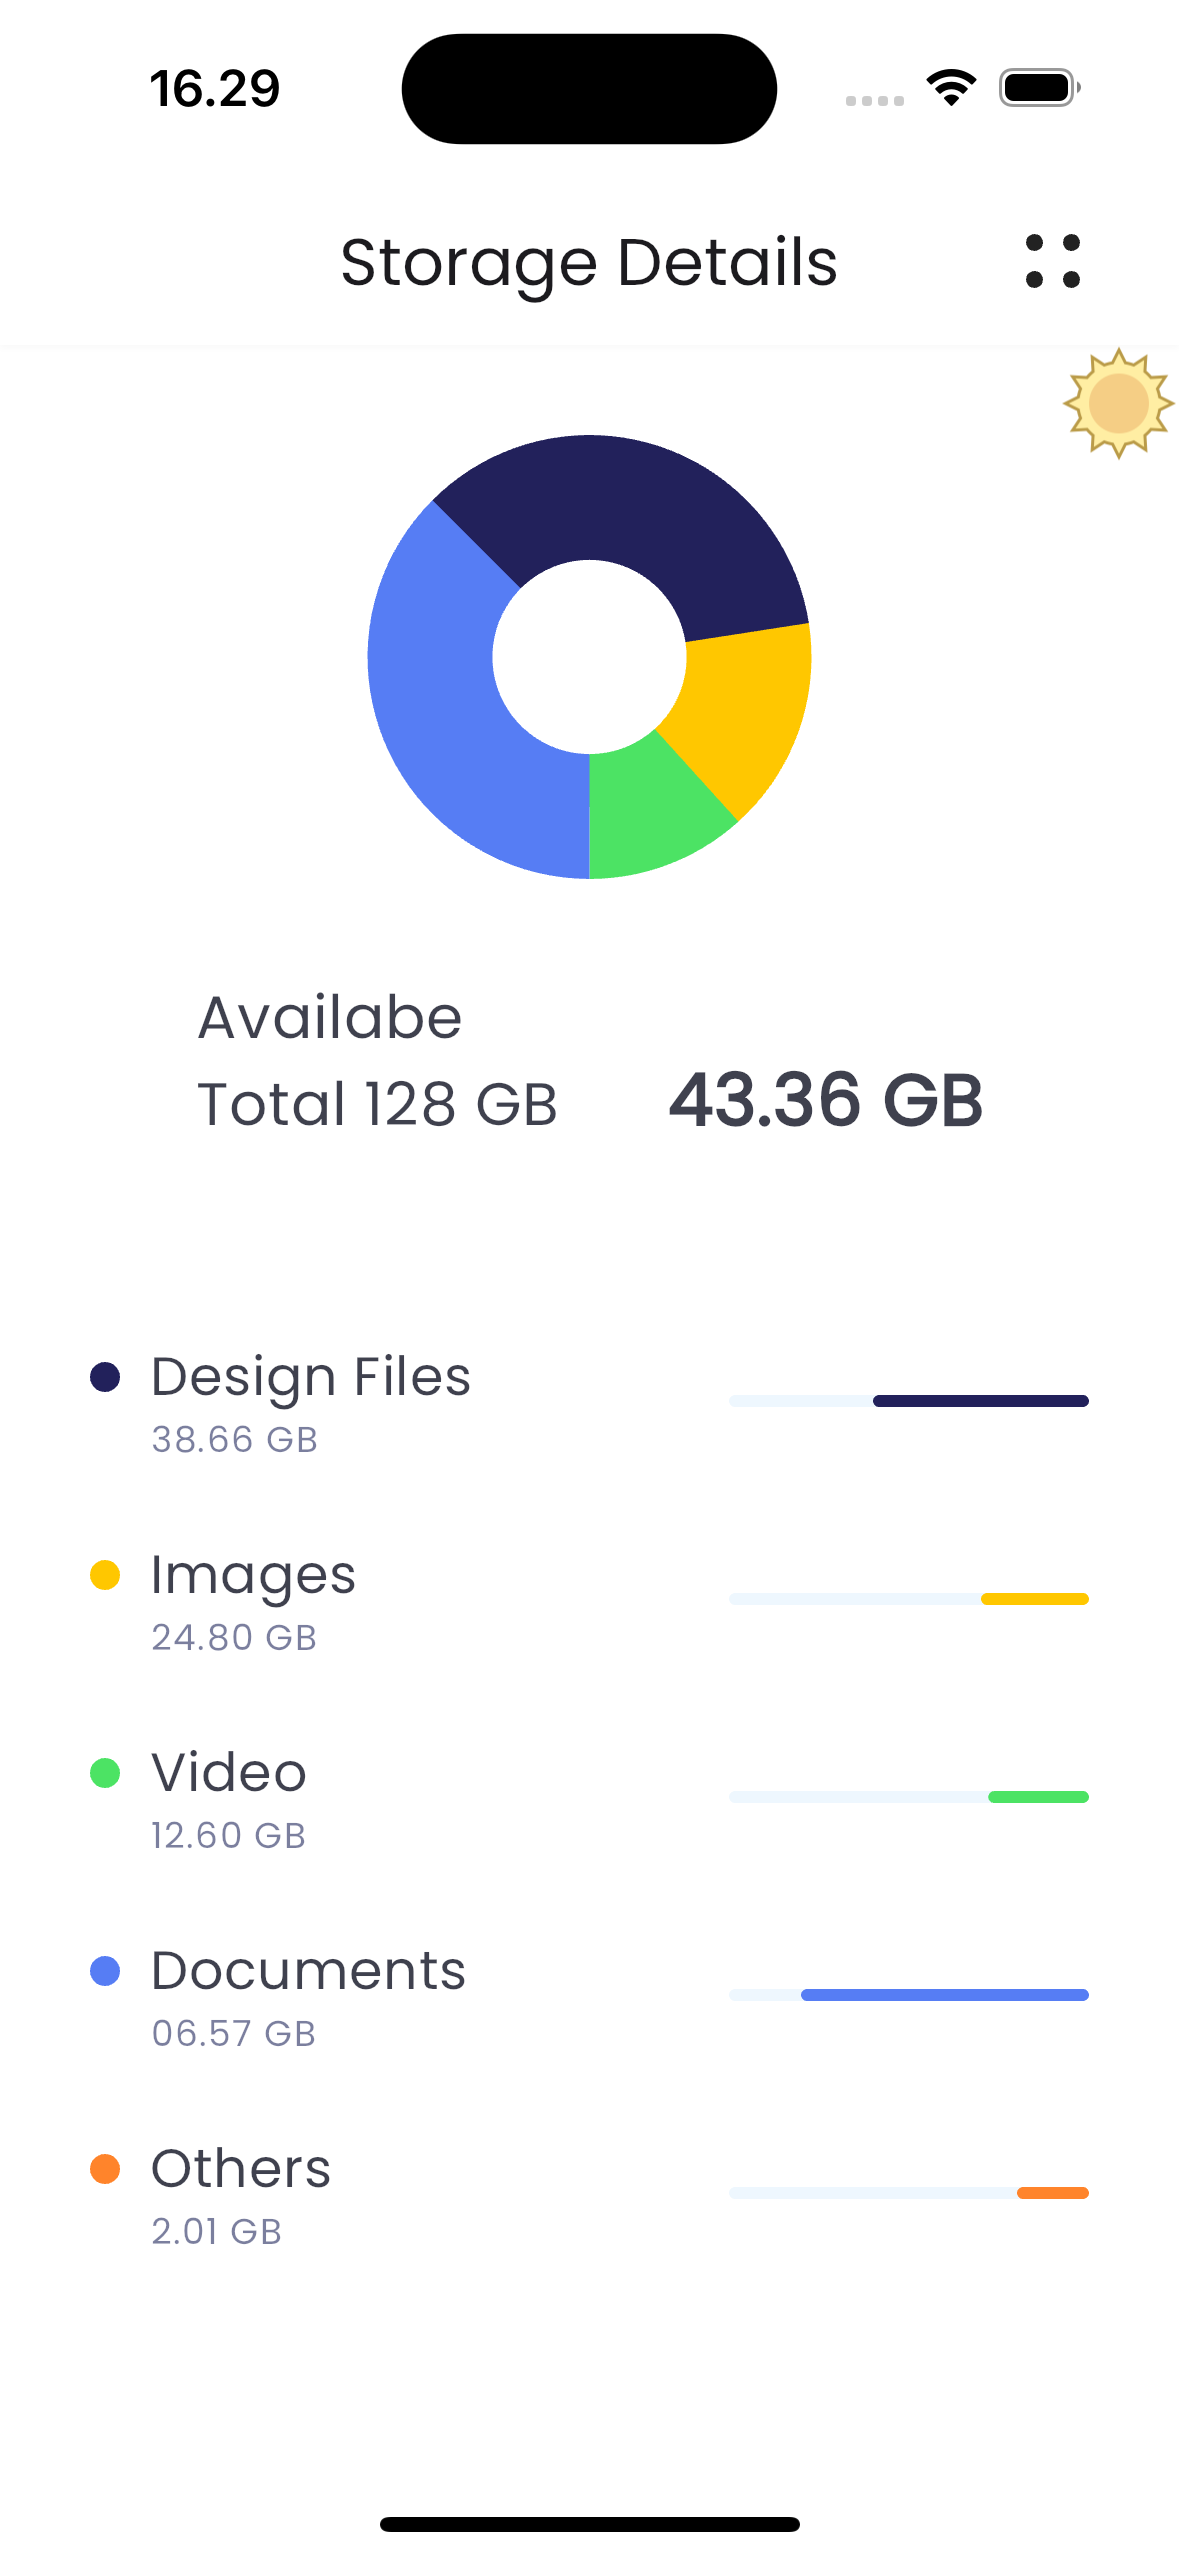 16.29
Storage Details
Availabe
Total 128 GB
43.36 GB
Design Files
38.66 GB
Images
24.80 GB
Video
12.60 GB
Documents
06.57 GB
Others
2.01 GB